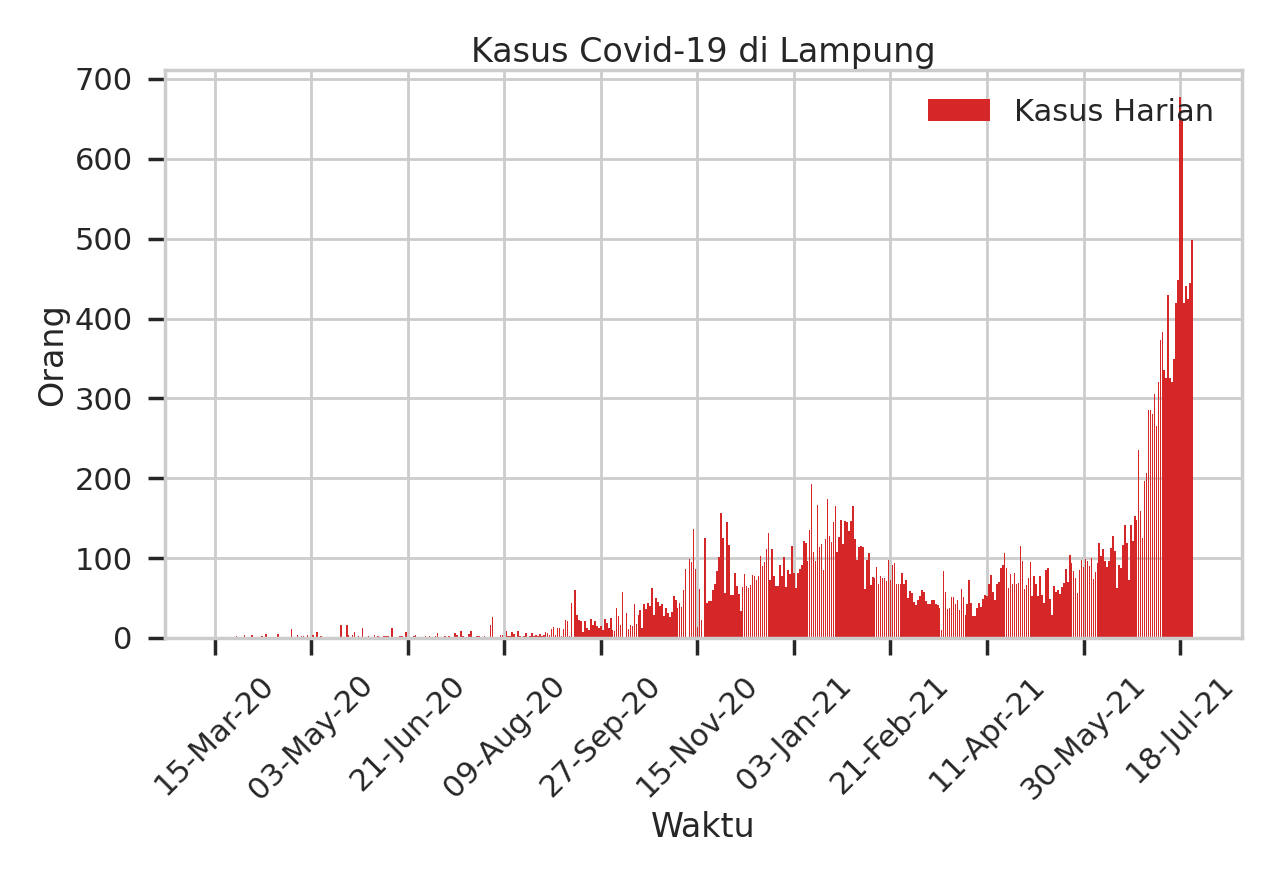 Kasus Covid-19 di Lampung
Kasus Harian
Orang
700
600
500
400
300
200
100
0
15-Mar-20
03-May-20
21-Jun-20
09-Aug-20
27-Sep-20
15-Nov-20
03-Jan-21
21-Feb-21
11-Apr-21
30-May-21
18-Jul-21
Waktu